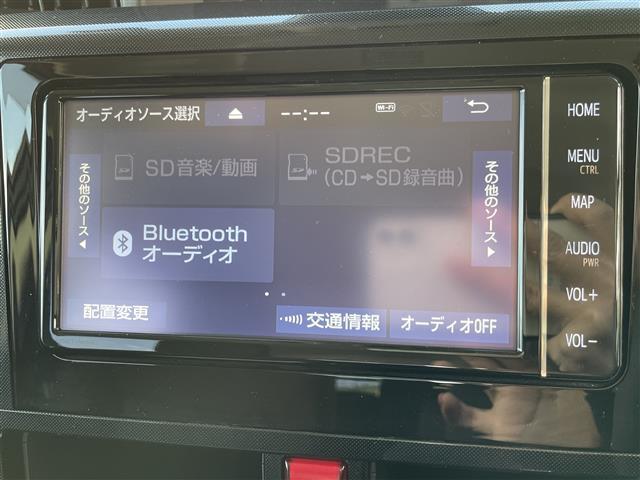 オーディオソース選択
--:--
Wi-Fi
SD音楽/動画
SDREC
(CD→SD録音曲)
その他のソース
その他のソース
Bluetooth
オーディオ
配置変更
交通情報
オーディオOFF
HOME
MENU
CTRL
MAP
AUDIO
PWR
VOL+
VOL-